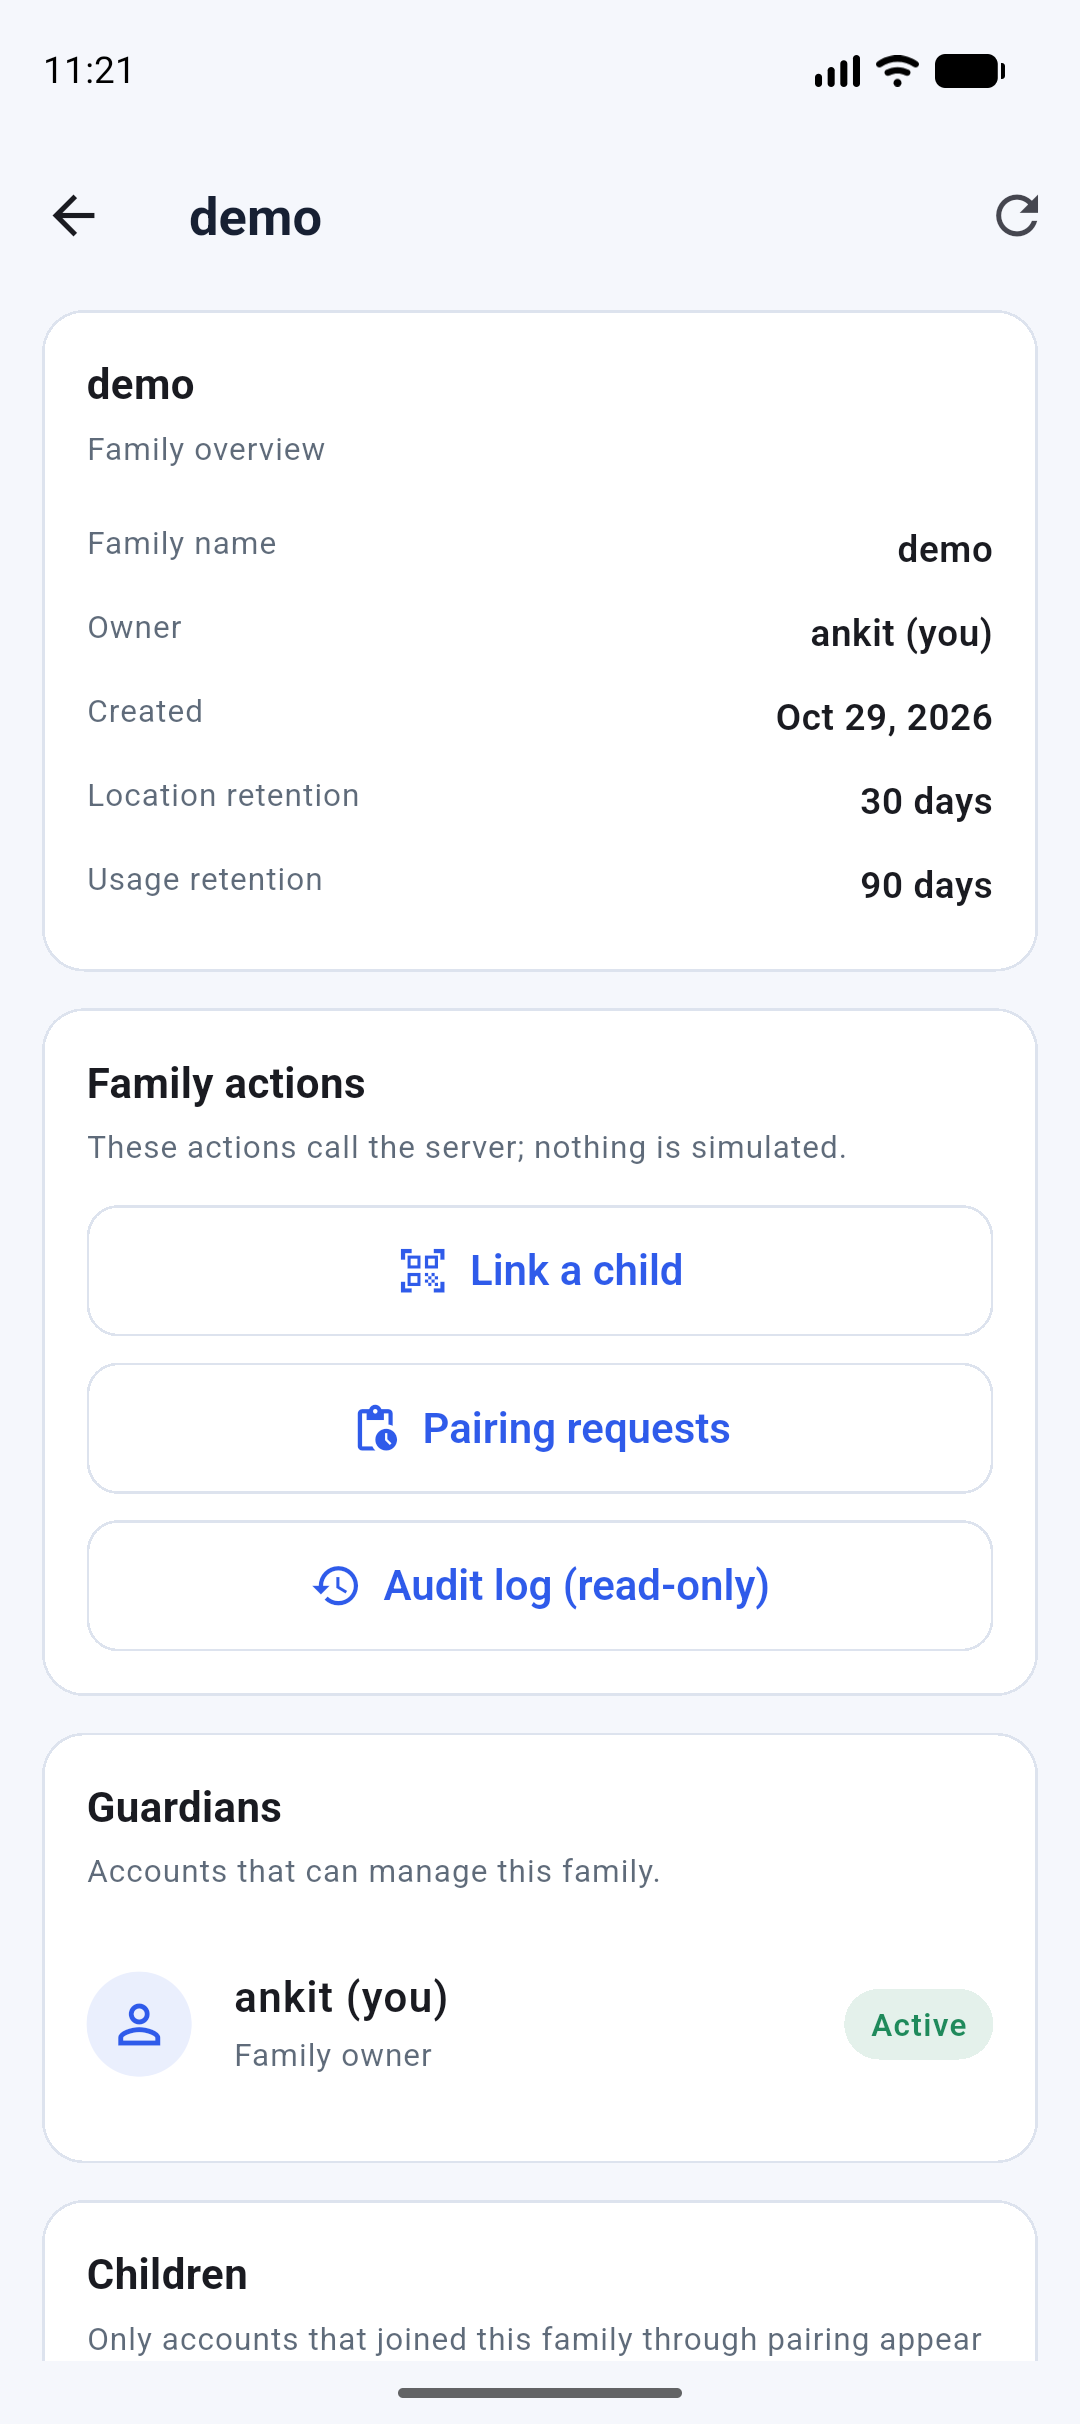 11:21
demo
demo
Family overview
Family name demo
Owner ankit (you)
Created Oct 29, 2026
Location retention 30 days
Usage retention 90 days
Family actions
These actions call the server; nothing is simulated.
Link a child
Pairing requests
Audit log (read-only)
Guardians
Accounts that can manage this family.
ankit (you)
Family owner
Active
Children
Only accounts that joined this family through pairing appear